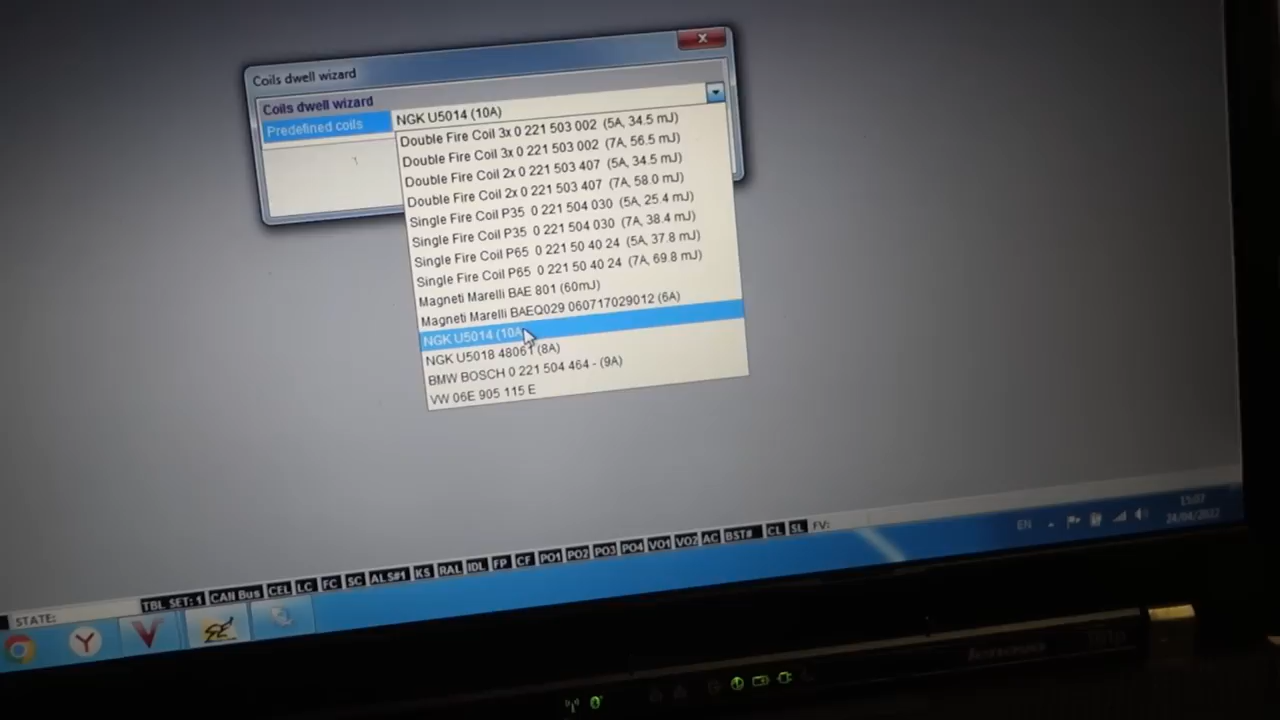 Coils dwell wizard
Coils dwell wizard
Predefined coils
NGK U5014 (10A)
Double Fire Coil 3x 0 221 503 002 (5A, 34.5 mJ)
Double Fire Coil 3x 0 221 503 002 (7A, 56.5 mJ)
Double Fire Coil 2x 0 221 503 407 (5A, 34.5 mJ)
Double Fire Coil 2x 0 221 503 407 (7A, 58.0 mJ)
Single Fire Coil P35 0 221 504 030 (5A, 25.4 mJ)
Single Fire Coil P35 0 221 504 030 (7A, 38.4 mJ)
Single Fire Coil P65 0 221 50 40 24 (5A, 37.8 mJ)
Single Fire Coil P65 0 221 50 40 24 (7A, 69.8 mJ)
Magneti Marelli BAE 801 (60mJ)
Magneti Marelli BAEQ029 060717029012 (6A)
NGK U5014 (10A
NGK U5018 48061 (8A)
BMW BOSCH 0 221 504 464 - (9A)
VW 06E 905 115 E
STATE:
TBL SET: 1 CAN Bus CEL LC FC SC ALS#1 KS RAL IDL FP CF PO1 PO2 PO3 PO4 VO1 VO2 AC BST# CL SL FV:
EN
15:07
24/04/2022